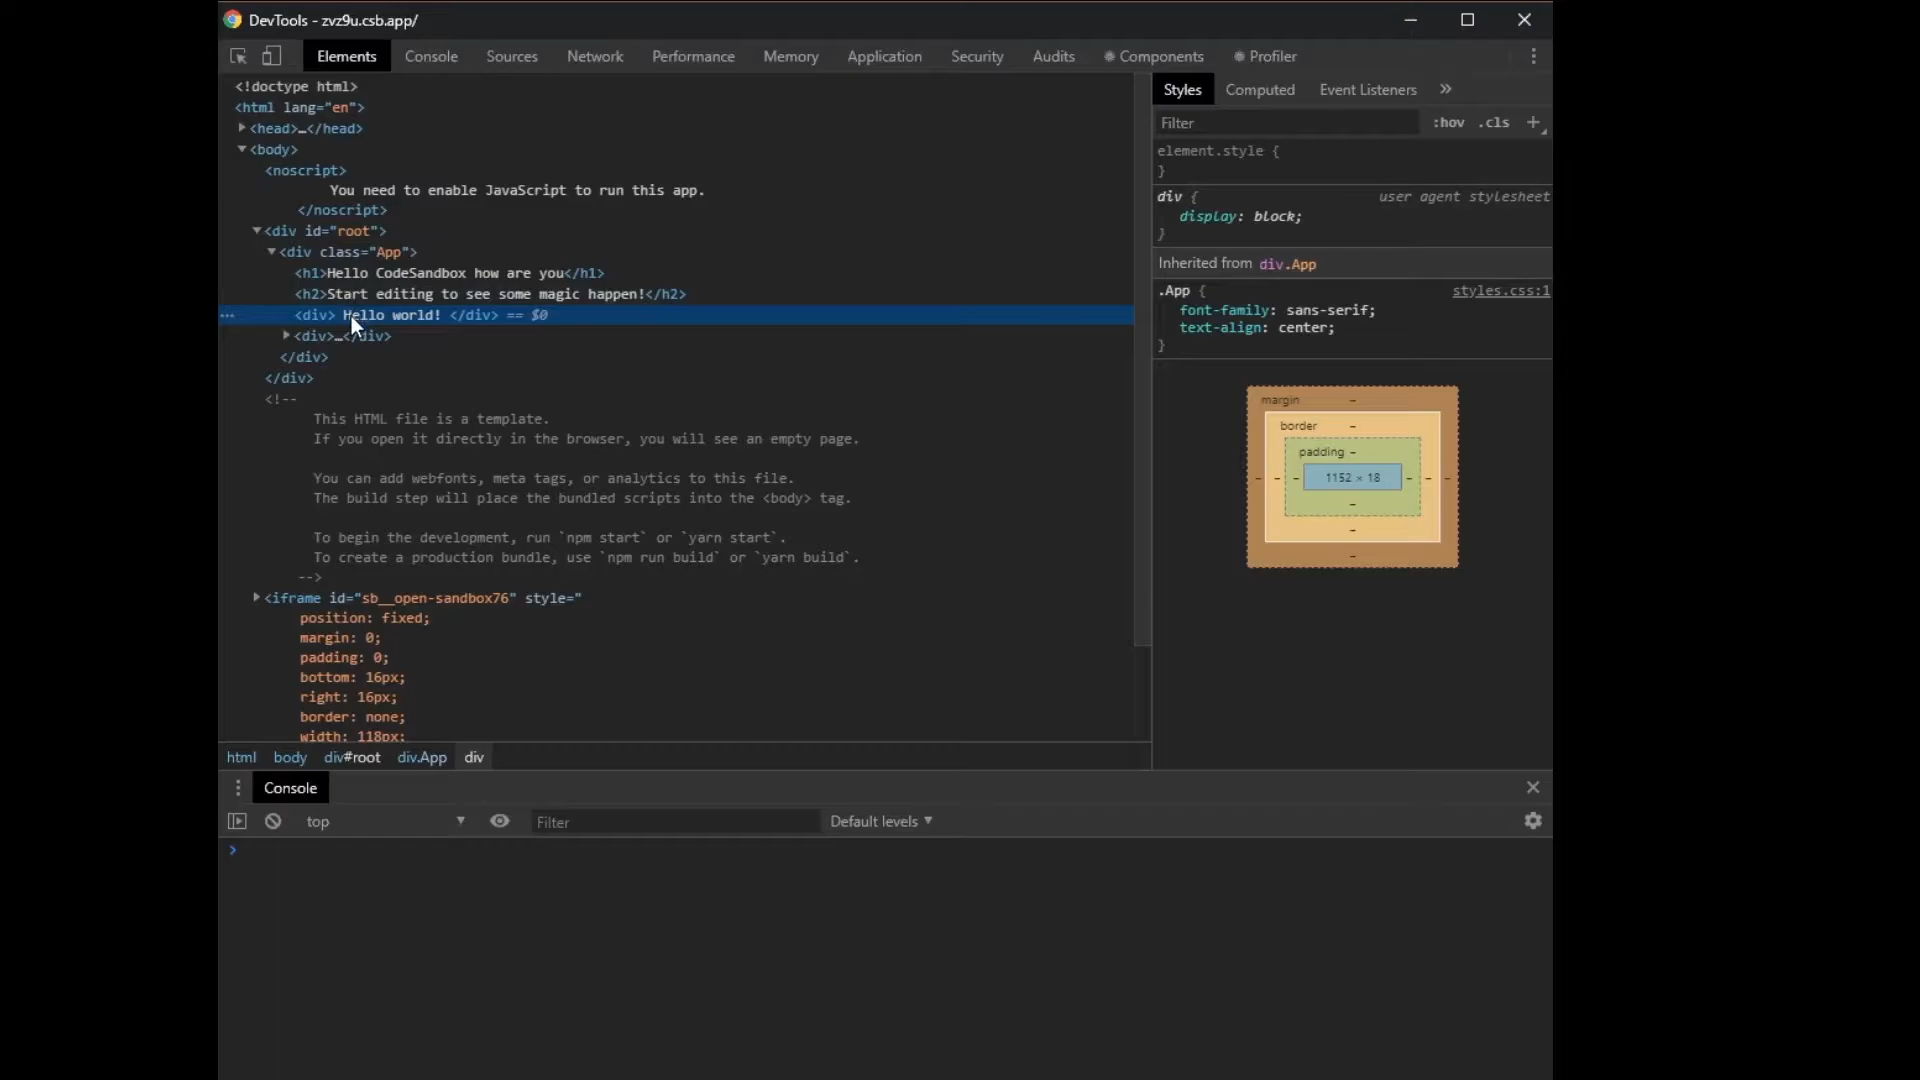 DevTools - zvz9u.csb.app/
Elements Console Sources Network Performance Memory Application Security Audits Components Profiler
<!doctype html>
<html lang="en">
<head>…</head>
<body>
<noscript>
You need to enable JavaScript to run this app.
</noscript>
<div id="root">
<div class="App">
<h1>Hello CodeSandbox how are you</h1>
<h2>Start editing to see some magic happen!</h2>
<div> Hello world! </div> == $0
<div>…</div>
</div>
</div>
<!--
This HTML file is a template.
If you open it directly in the browser, you will see an empty page.
You can add webfonts, meta tags, or analytics to this file.
The build step will place the bundled scripts into the <body> tag.
To begin the development, run `npm start` or `yarn start`.
To create a production bundle, use `npm run build` or `yarn build`.
-->
<iframe id="sb__open-sandbox76" style="
position: fixed;
margin: 0;
padding: 0;
bottom: 16px;
right: 16px;
border: none;
width: 118px;
html body div#root div.App div
Styles Computed Event Listeners »
Filter :hov .cls +
element.style {
}
div { user agent stylesheet
display: block;
}
Inherited from div.App
.App { styles.css:1
font-family: sans-serif;
text-align: center;
}
margin –
border –
padding –
– – – 1152 × 18 – – –
–
–
–
Console
top Filter Default levels